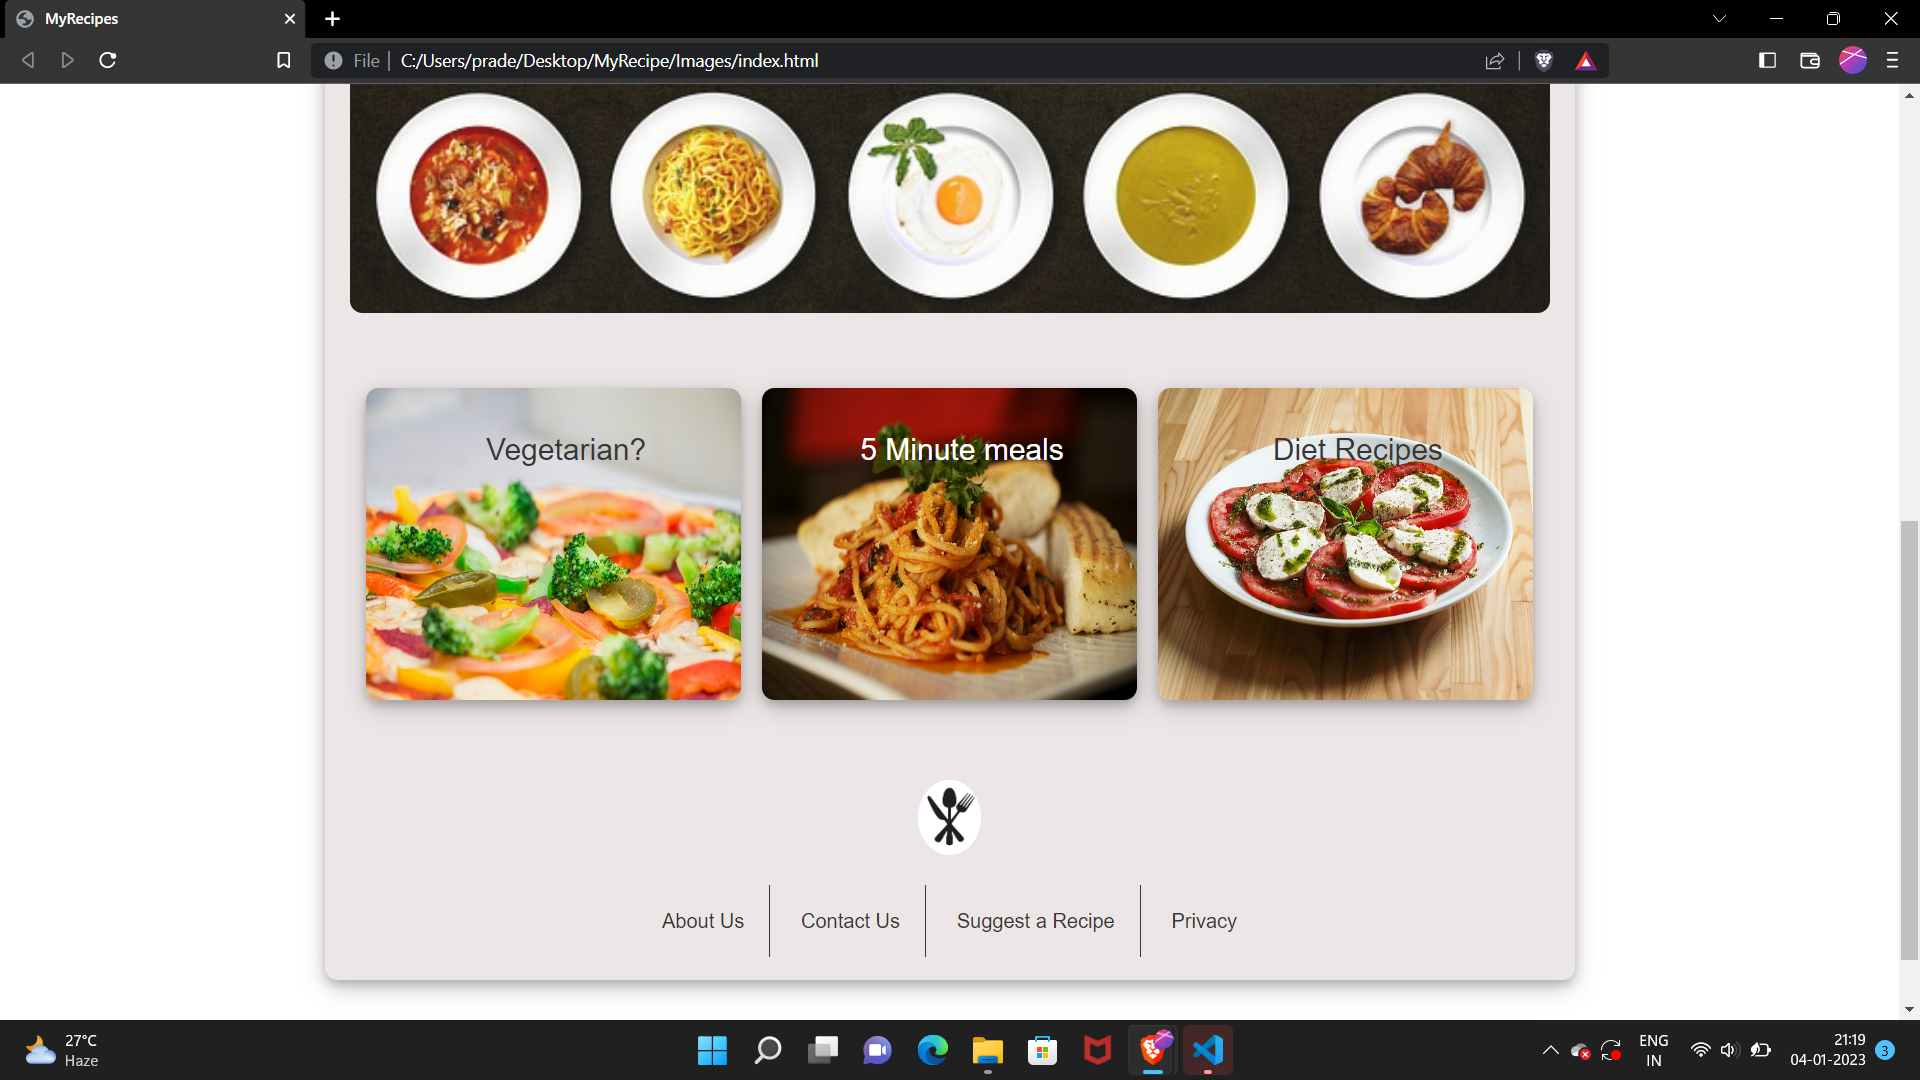 MyRecipes
File
C:/Users/prade/Desktop/MyRecipe/Images/index.html
Vegetarian?
5 Minute meals
Diet Recipes
About Us
Contact Us
Suggest a Recipe
Privacy
27°C
Haze
ENG
IN
21:19
04-01-2023
3